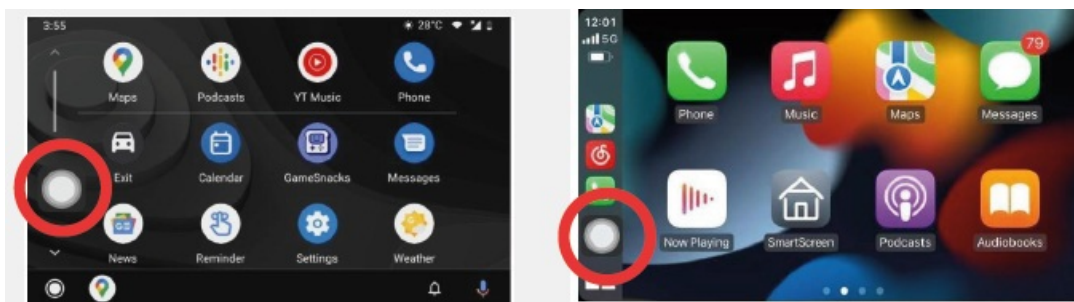 3:55
28°C
Maps
Podcasts
YT Music
Phone
Exit
Calendar
GameSnacks
Messages
News
Reminder
Settings
Weather
12:01
5G
79
Phone
Music
Maps
Messages
Now Playing
SmartScreen
Podcasts
Audiobooks